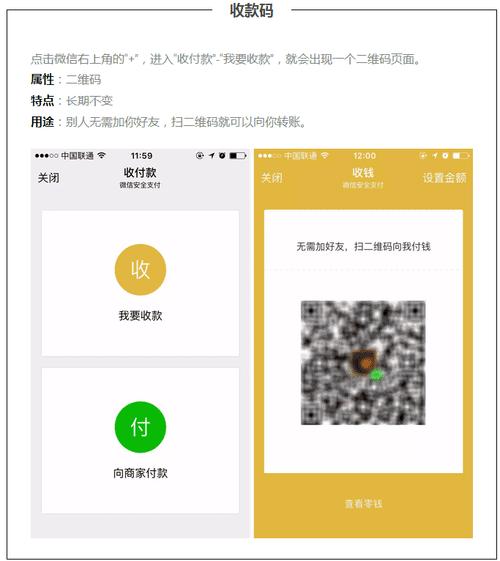 收款码
点击微信右上角的"+"，进入"收付款"-"我要收款"，就会出现一个二维码页面。
属性：二维码
特点：长期不变
用途：别人无需加你好友，扫二维码就可以向你转账。
中国联通 11:59
关闭 收付款
微信安全支付
收
我要收款
付
向商家付款
中国联通 12:00
关闭 收钱 设置金额
微信安全支付
无需加好友，扫二维码向我付钱
查看零钱